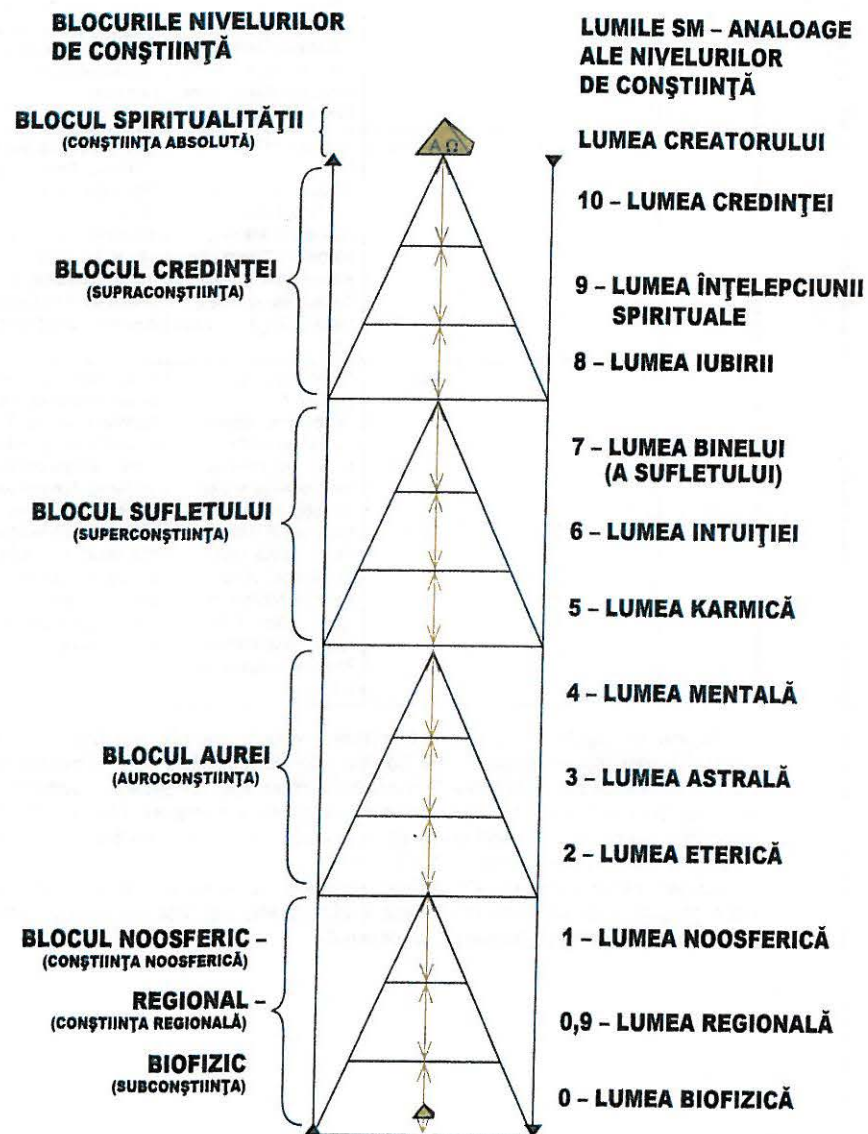 BLOCURILE NIVELURILOR
DE CONŞTIINŢĂ
BLOCUL SPIRITUALITĂŢII
(CONŞTIINŢA ABSOLUTĂ)
BLOCUL CREDINŢEI
(SUPRACONŞTIINŢA)
BLOCUL SUFLETULUI
(SUPERCONŞTIINŢA)
BLOCUL AUREI
(AUROCONŞTIINŢA)
BLOCUL NOOSFERIC –
(CONŞTIINŢA NOOSFERICĂ)
REGIONAL –
(CONŞTIINŢA REGIONALĂ)
BIOFIZIC
(SUBCONŞTIINŢA)
A Ω
LUMILE SM – ANALOAGE
ALE NIVELURILOR
DE CONŞTIINŢĂ
LUMEA CREATORULUI
10 – LUMEA CREDINŢEI
9 – LUMEA ÎNŢELEPCIUNII
SPIRITUALE
8 – LUMEA IUBIRII
7 – LUMEA BINELUI
(A SUFLETULUI)
6 – LUMEA INTUIŢIEI
5 – LUMEA KARMICĂ
4 – LUMEA MENTALĂ
3 – LUMEA ASTRALĂ
2 – LUMEA ETERICĂ
1 – LUMEA NOOSFERICĂ
0,9 – LUMEA REGIONALĂ
0 – LUMEA BIOFIZICĂ